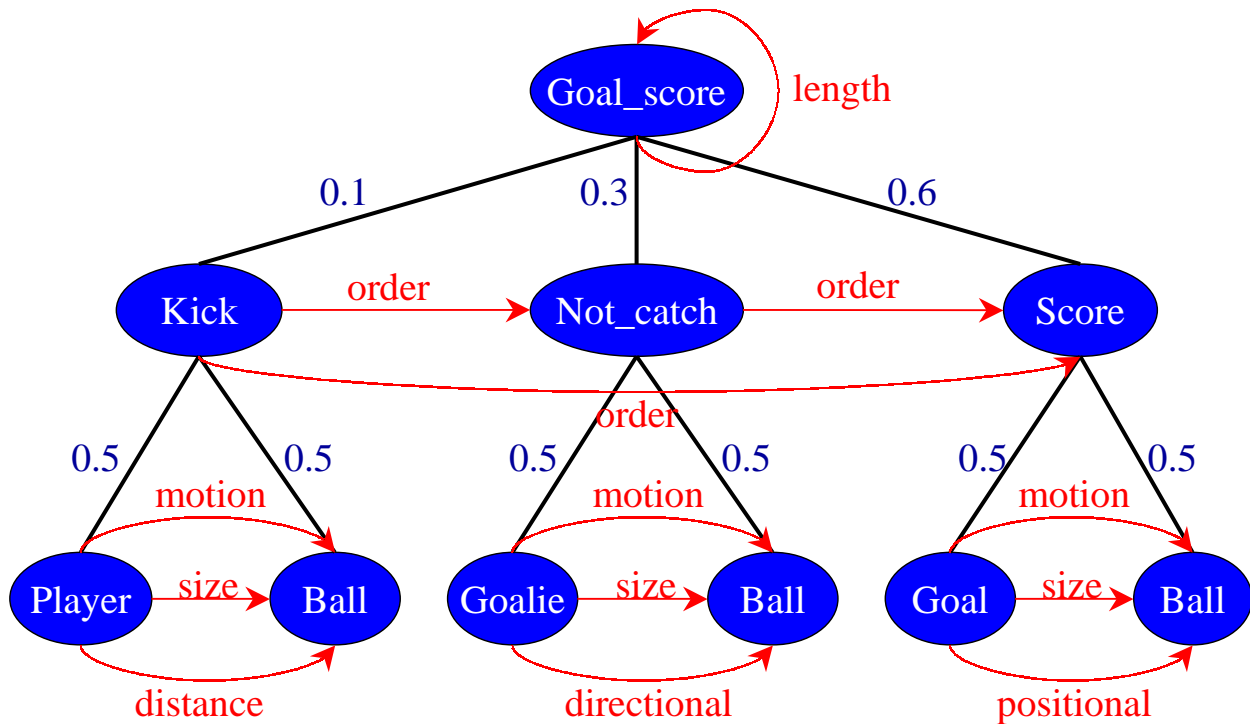 Goal_score
length
0.1
0.3
0.6
Kick
order
Not_catch
order
Score
order
0.5
0.5
0.5
0.5
0.5
0.5
motion
motion
motion
Player
size
Ball
Goalie
size
Ball
Goal
size
Ball
distance
directional
positional